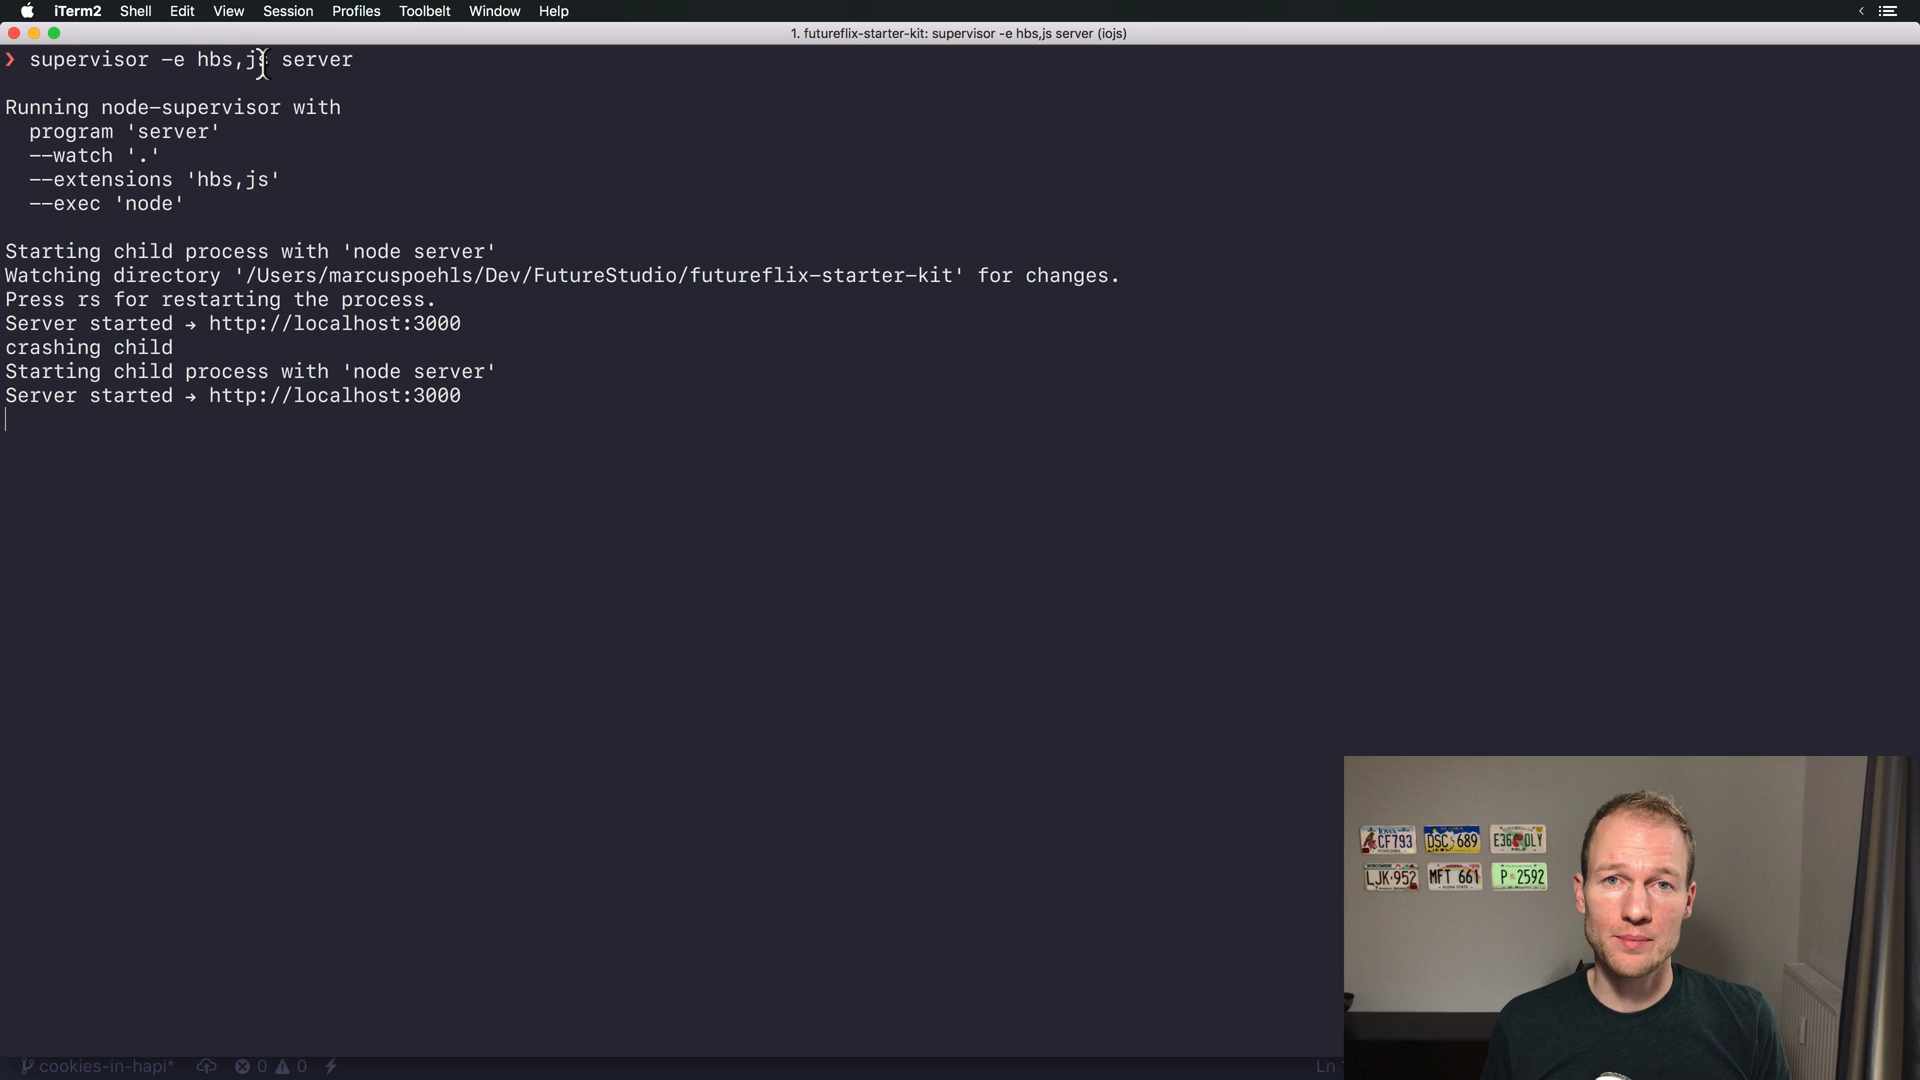 iTerm2 Shell Edit View Session Profiles Toolbelt Window Help
1. futureflix-starter-kit: supervisor -e hbs,js server (iojs)
❯ supervisor -e hbs,js server
Running node-supervisor with
program 'server'
--watch '.'
--extensions 'hbs,js'
--exec 'node'
Starting child process with 'node server'
Watching directory '/Users/marcuspoehls/Dev/FutureStudio/futureflix-starter-kit' for changes.
Press rs for restarting the process.
Server started → http://localhost:3000
crashing child
Starting child process with 'node server'
Server started → http://localhost:3000
CF793
DSC 689
LJK·952
MFT 661
P 2592
cookies-in-hapi* 0 0
Ln